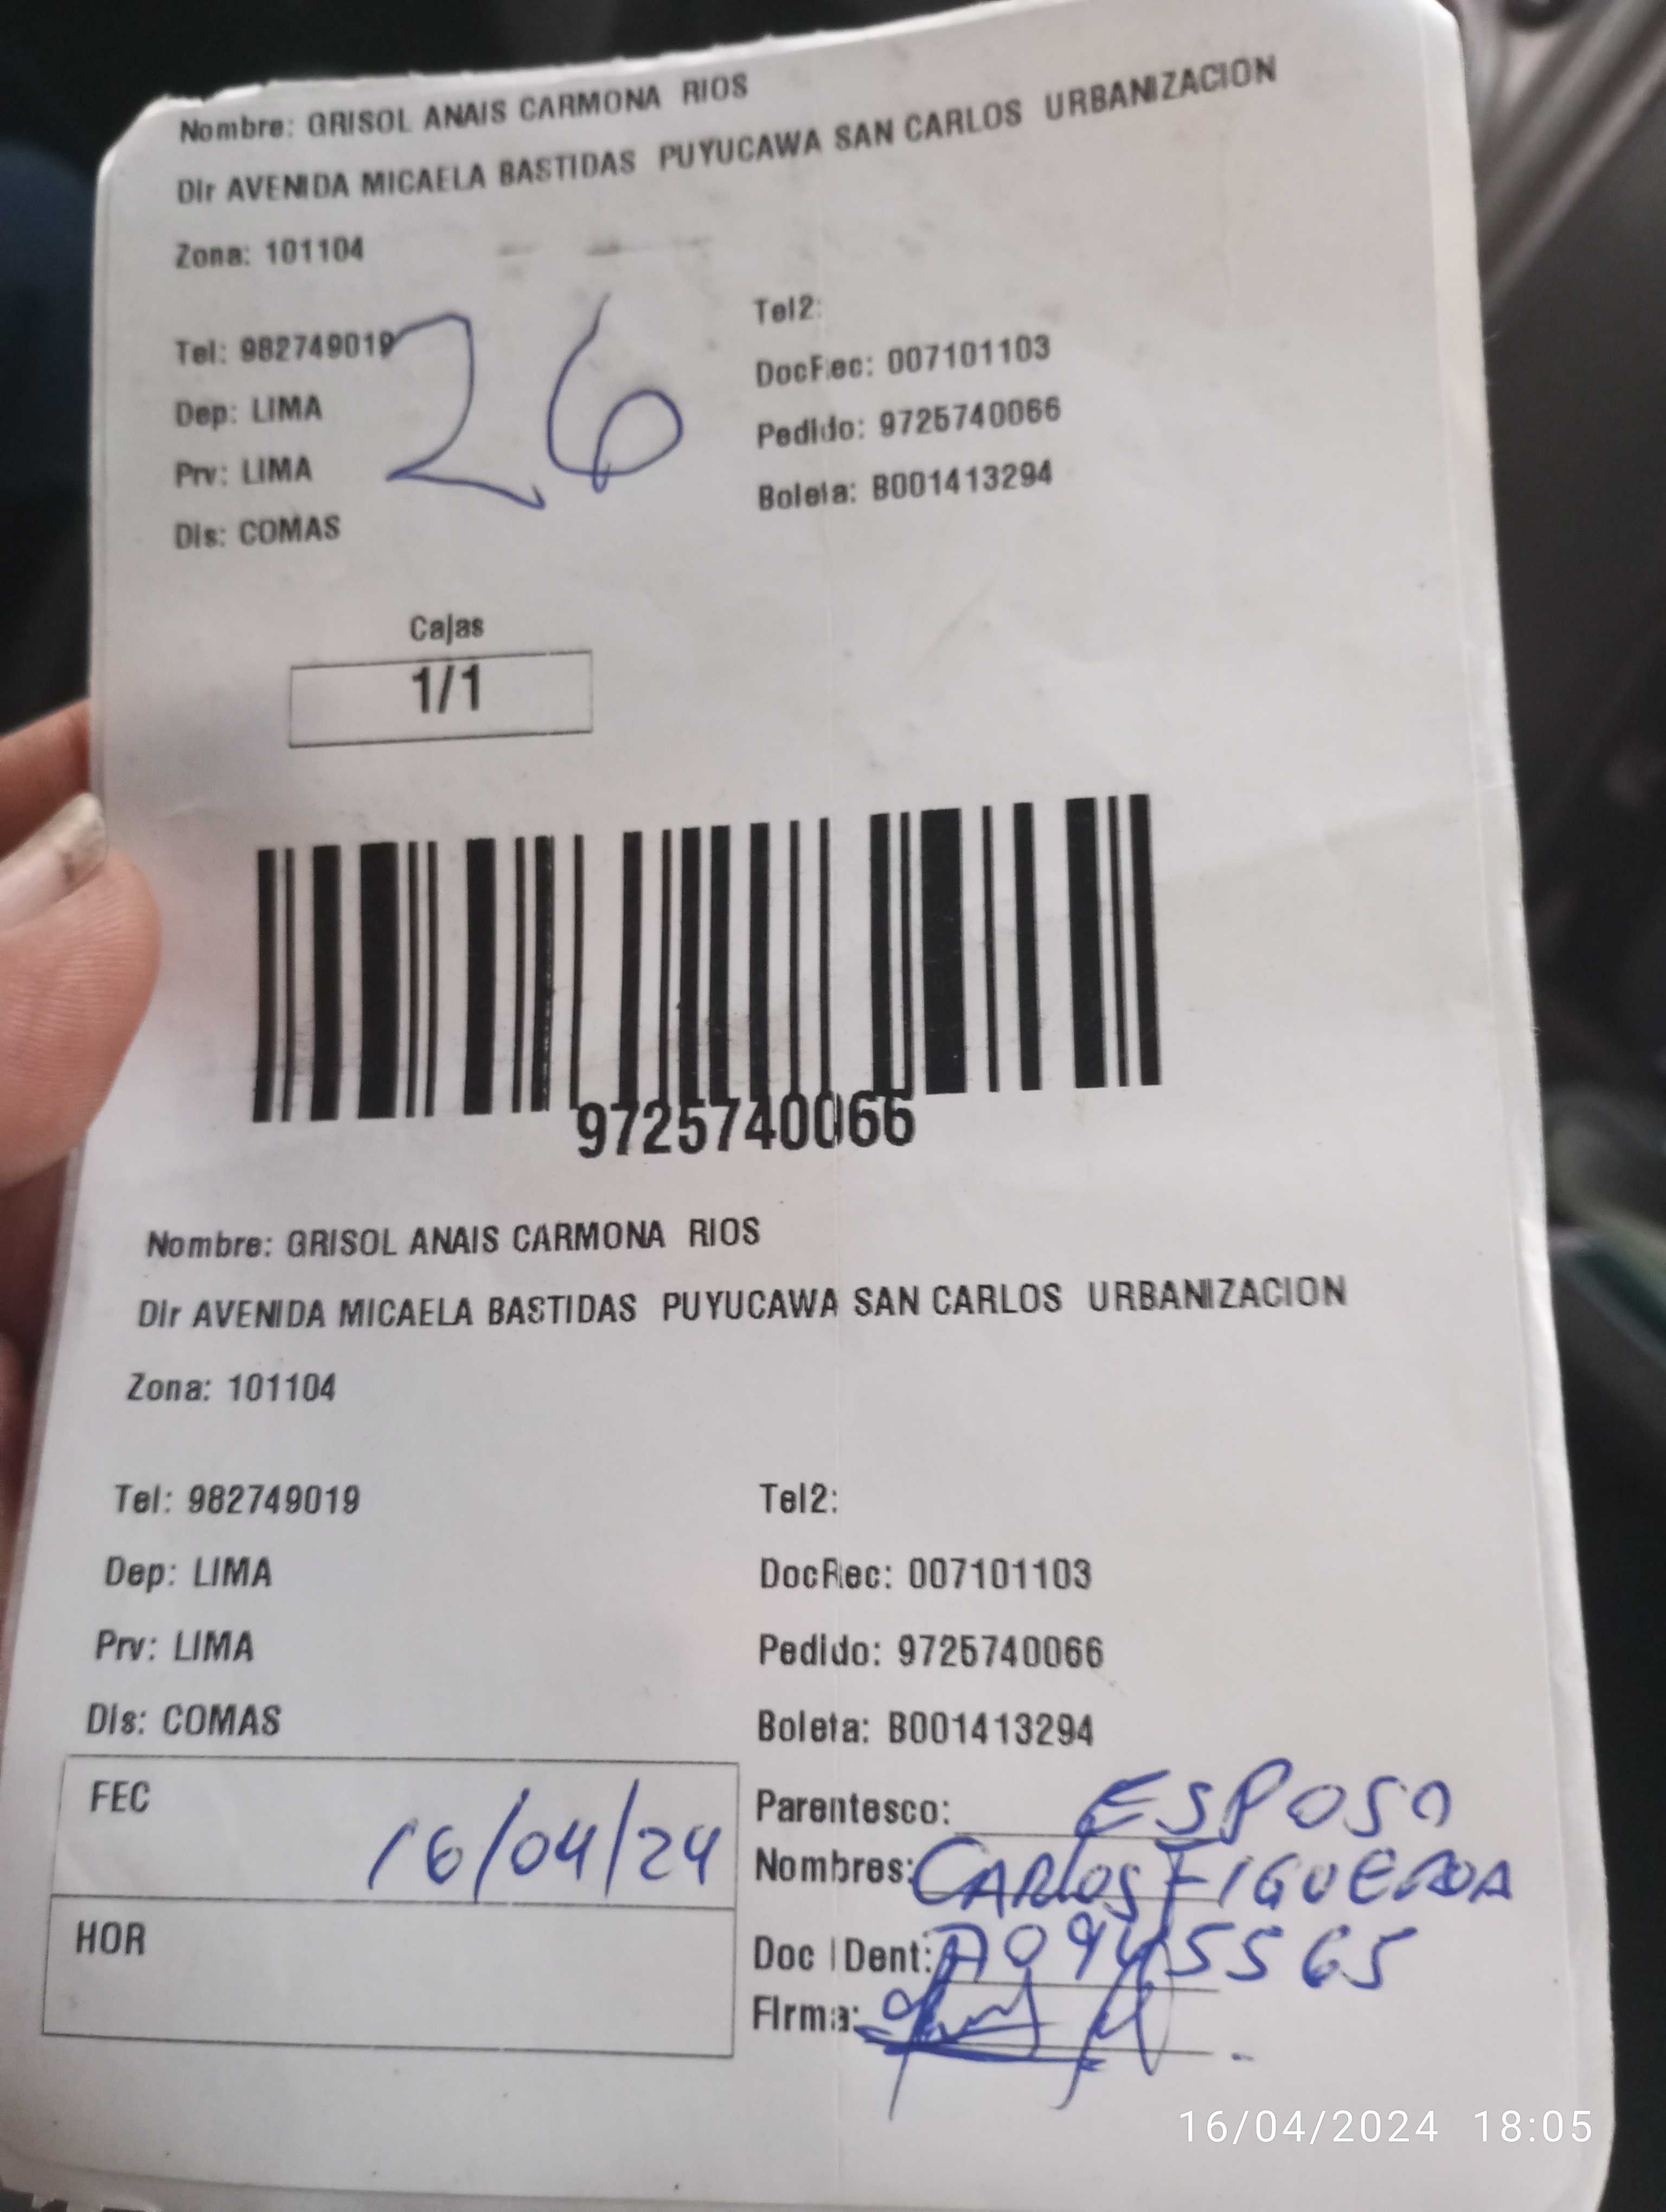 Nombre: GRISOL ANAIS CARMONA RIOS
Dir AVENIDA MICAELA BASTIDAS PUYUCAWA SAN CARLOS URBANIZACION
Zona: 101104
26
Tel: 982749019 Tel2:
Dep: LIMA DocRec: 007101103
Prv: LIMA Pedido: 9725740066
Dis: COMAS Boleta: B001413294
Cajas
1/1
9725740066
Nombre: GRISOL ANAIS CARMONA RIOS
Dir AVENIDA MICAELA BASTIDAS PUYUCAWA SAN CARLOS URBANIZACION
Zona: 101104
Tel: 982749019 Tel2:
Dep: LIMA DocRec: 007101103
Prv: LIMA Pedido: 9725740066
Dis: COMAS Boleta: B001413294
FEC 16/04/24
HOR
Parentesco: ESPOSO
Nombres: CARlos FIGUEROA
Doc IDent:
Firma:
16/04/2024 18:05